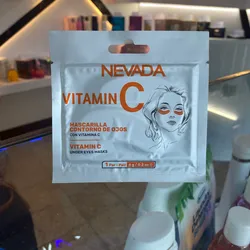 NEVADA
VITAMIN C
MASCARILLA
CONTORNO DE OJOS
CON VITAMINA C
VITAMIN C
UNDER EYES MASKS